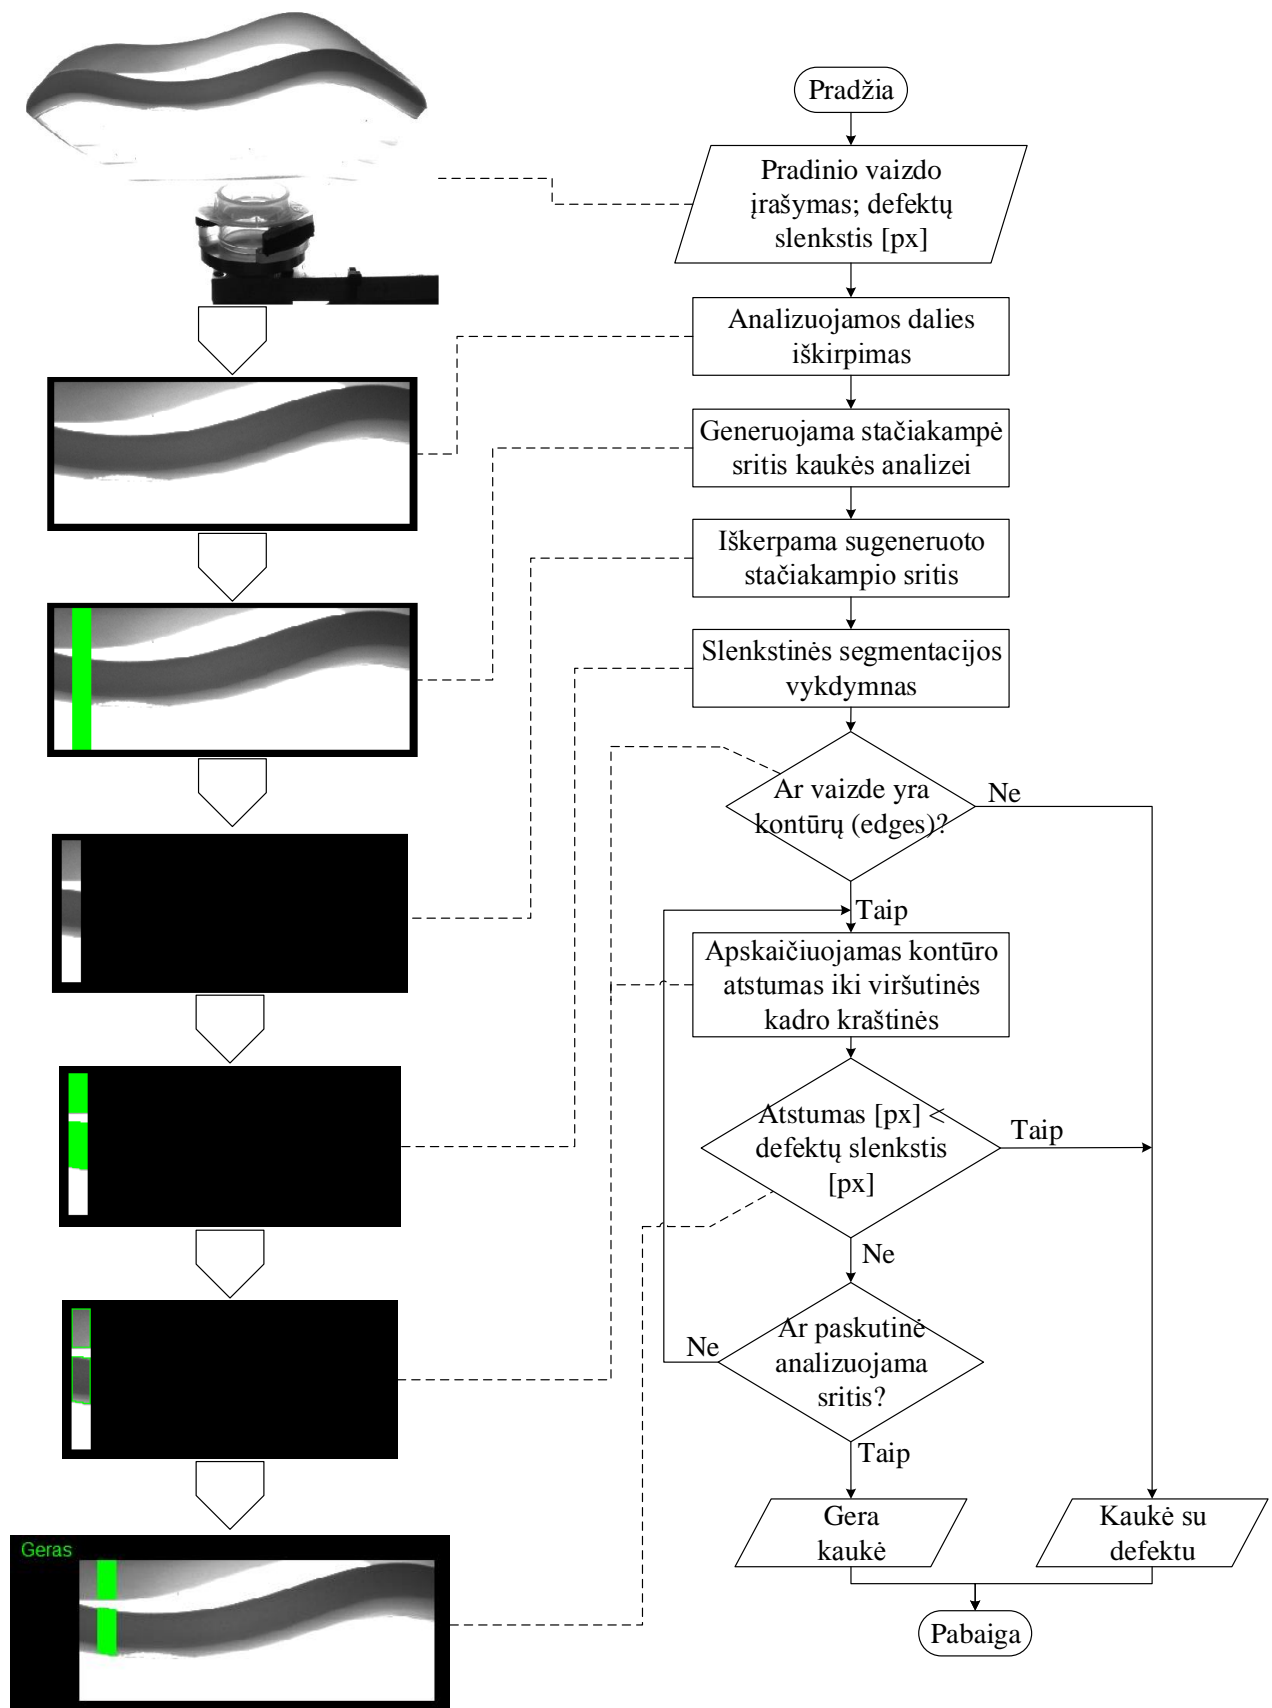 Pradžia
Pradinio vaizdo
įrašymas; defektų
slenkstis [px]
Analizuojamos dalies
iškirpimas
Generuojama stačiakampė
sritis kaukės analizei
Iškerpama sugeneruoto
stačiakampio sritis
Slenkstinės segmentacijos
vykdymnas
Ar vaizde yra
kontūrų (edges)?
Ne
Taip
Apskaičiuojamas kontūro
atstumas iki viršutinės
kadro kraštinės
Atstumas [px] <
defektų slenkstis
[px]
Taip
Ne
Ar paskutinė
analizuojama
sritis?
Ne
Taip
Gera
kaukė
Kaukė su
defektu
Pabaiga
Geras